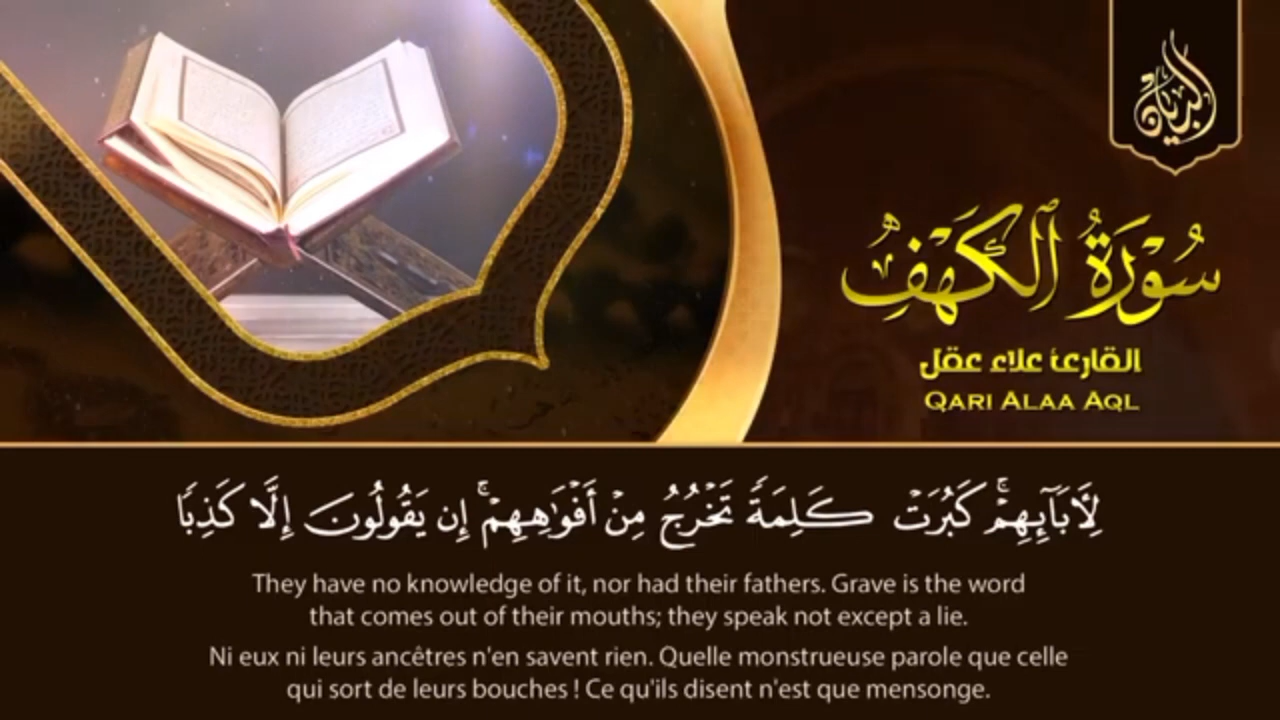 البيان
سُورَةُ ٱلْكَهْفِ
القارئ علاء عقل
QARI ALAA AQL
لِأٓبَآئِهِمْۚ كَبُرَتْ كَلِمَةٗ تَخْرُجُ مِنْ أَفْوَٰهِهِمْۚ إِن يَقُولُونَ إِلَّا كَذِبٗا
They have no knowledge of it, nor had their fathers. Grave is the word
that comes out of their mouths; they speak not except a lie.
Ni eux ni leurs ancêtres n'en savent rien. Quelle monstrueuse parole que celle
qui sort de leurs bouches ! Ce qu'ils disent n'est que mensonge.